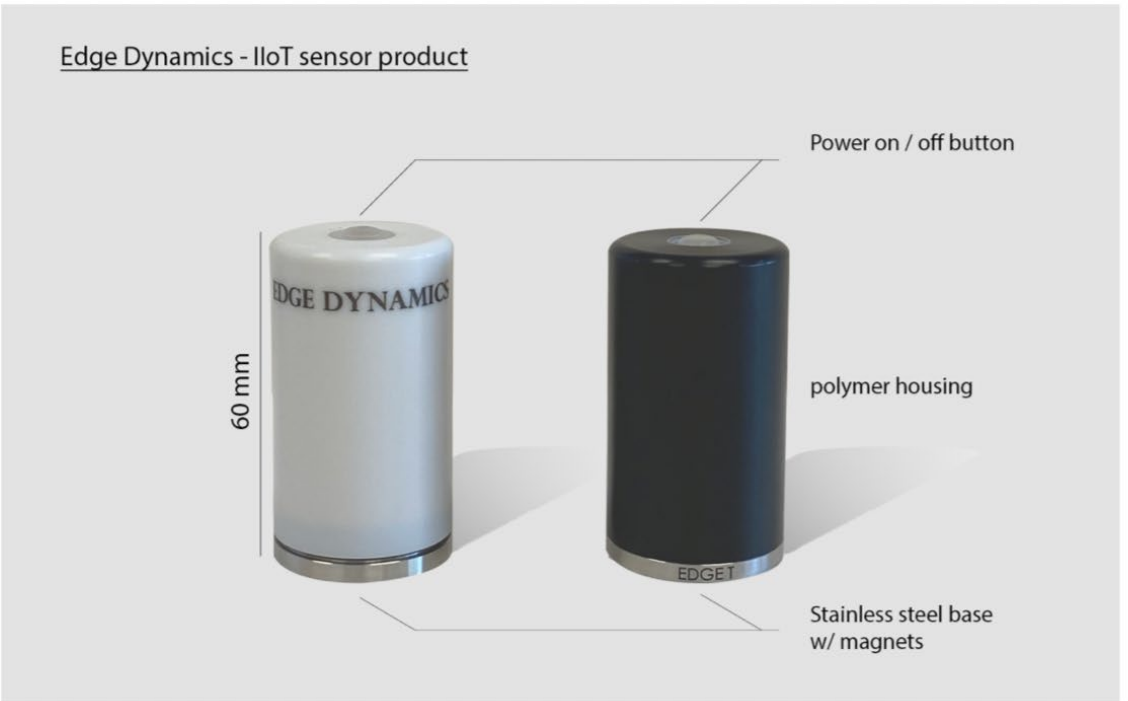 Edge Dynamics - IIoT sensor product
Power on / off button
EDGE DYNAMICS
60 mm
polymer housing
EDGE T
Stainless steel base
w/ magnets